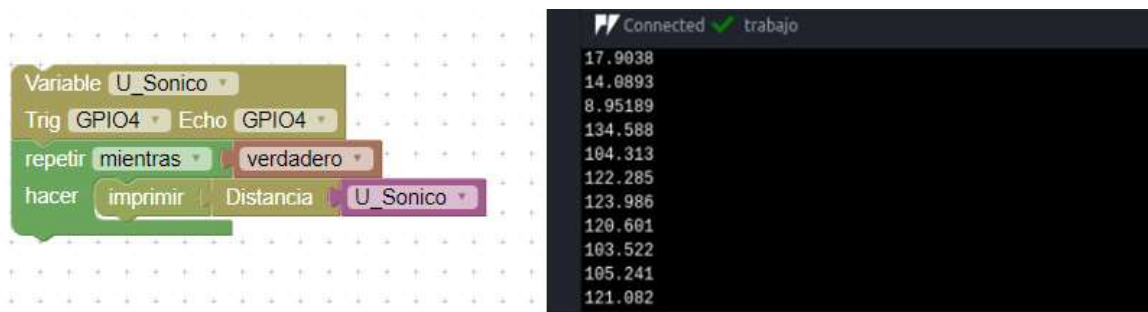 Variable U_Sonico
Trig GPIO4 Echo GPIO4
repetir mientras verdadero
hacer imprimir Distancia U_Sonico
Connected trabajo
17.9038
14.0893
8.95189
134.588
104.313
122.285
123.986
120.601
103.522
105.241
121.082